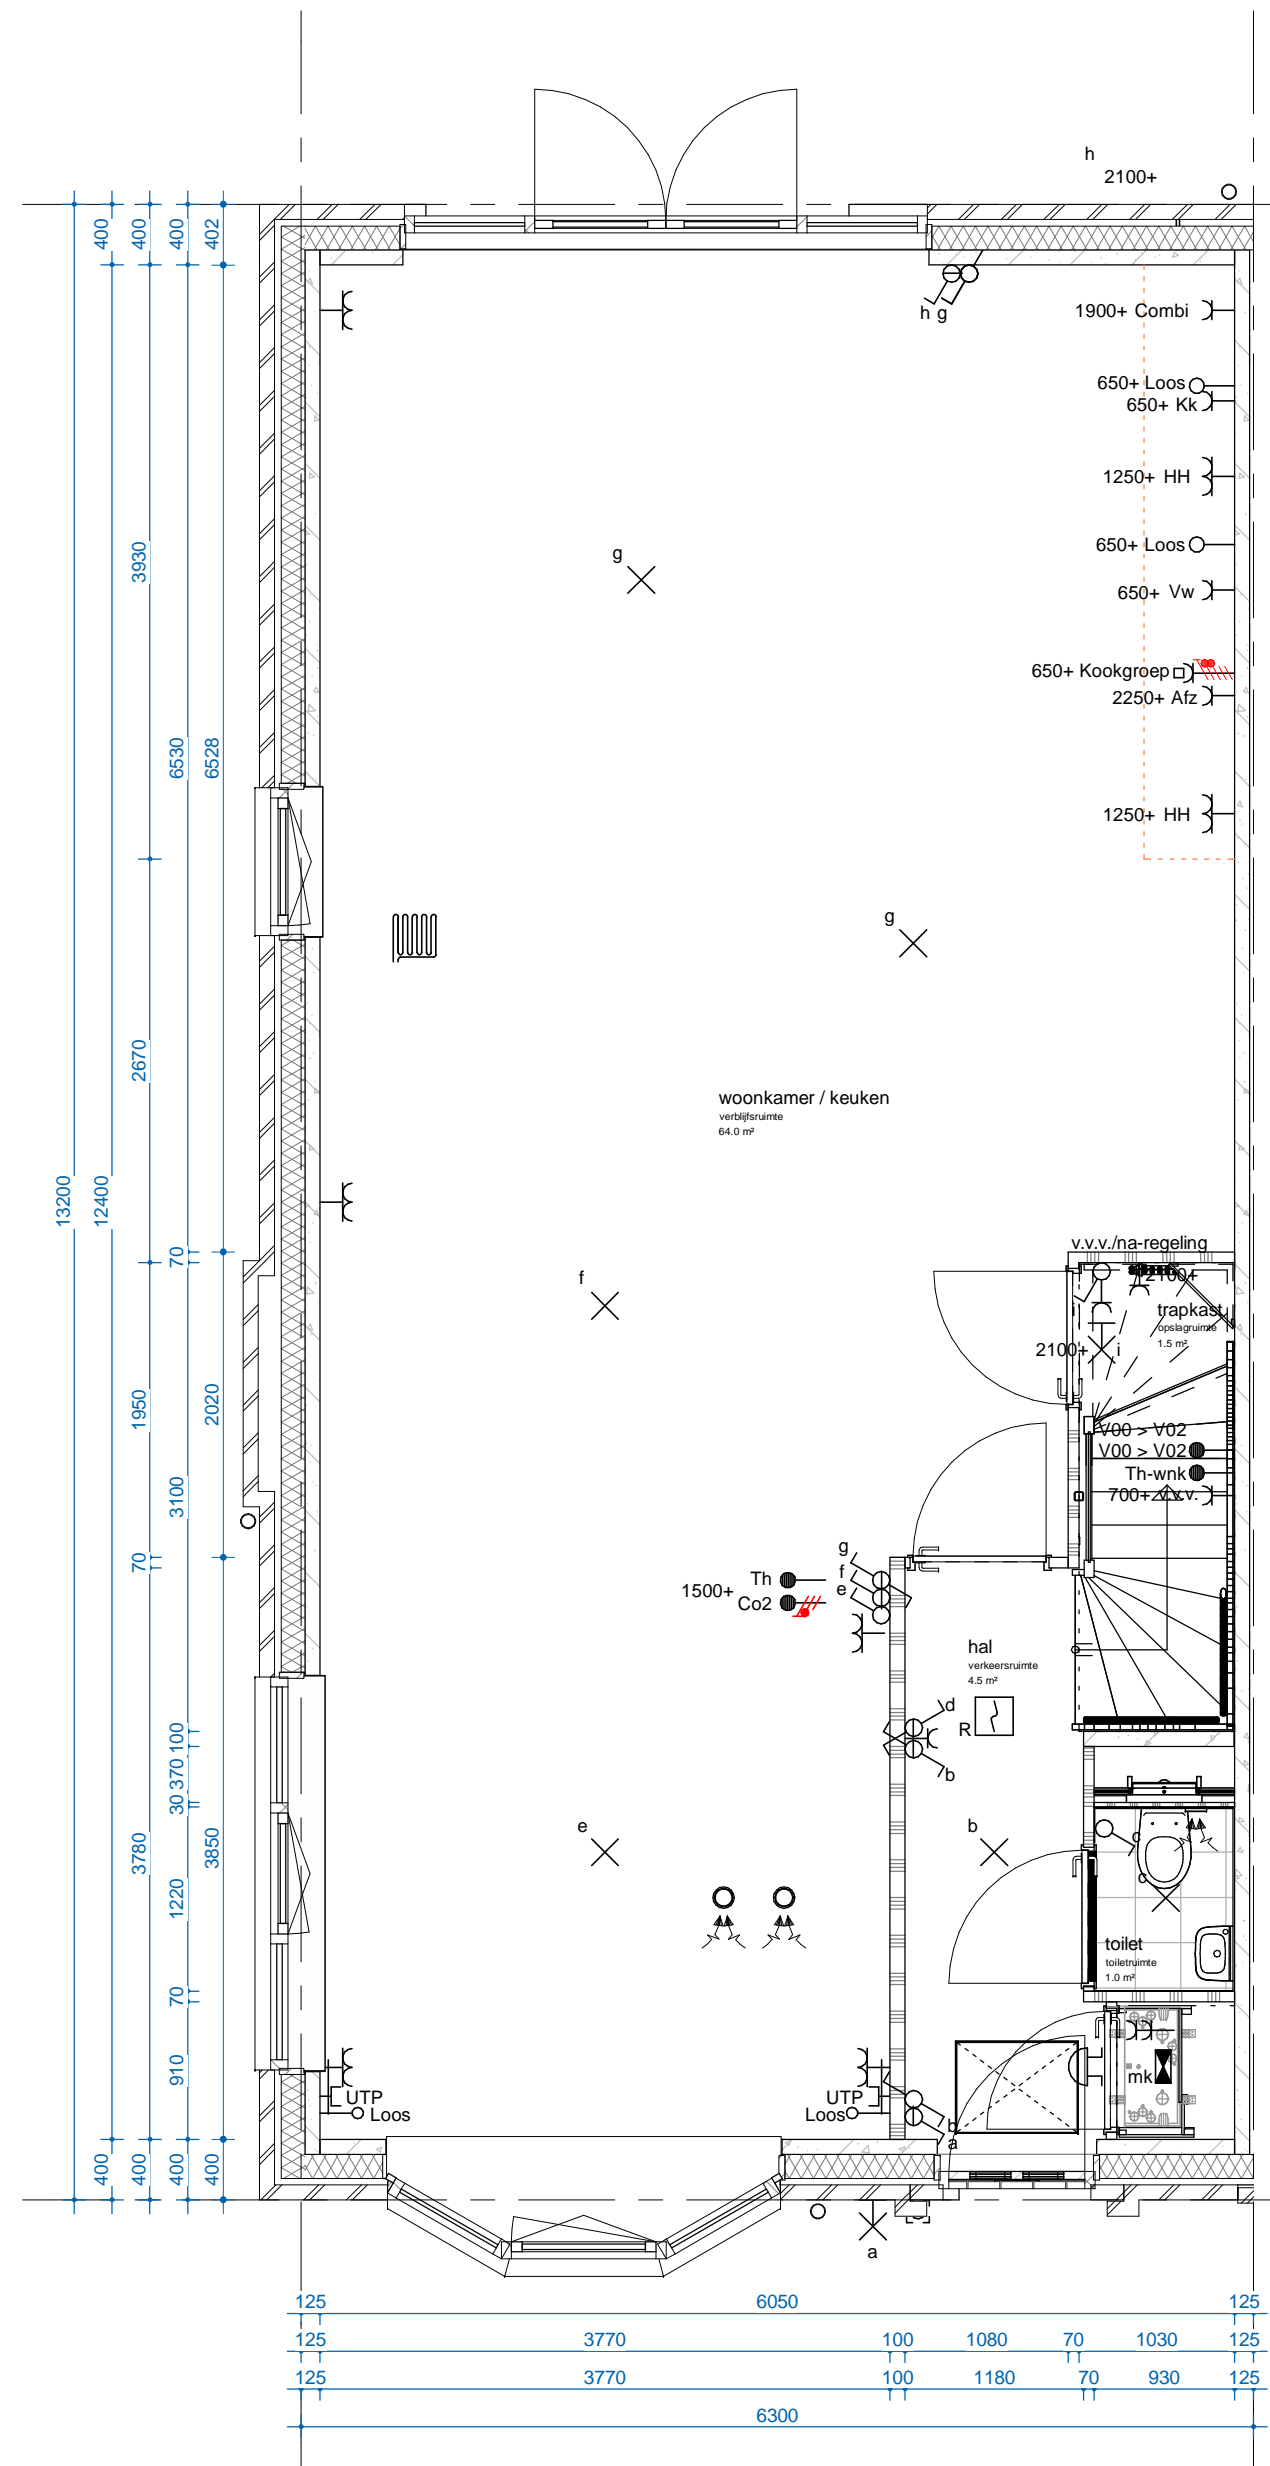 h
2100+
400
400
400
402
h g
1900+ Combi
650+ Loos
650+ Kk
1250+ HH
650+ Loos
g
3930
650+ Vw
650+ Kookgroep
2250+ Afz
6530
6528
1250+ HH
g
2670
woonkamer / keuken
verblijfsruimte
64.0 m²
13200
12400
70
v.v.v./na-regeling
2100+
f
i
trapkast
opslagruimte
1.5 m²
2100+
i
1950
2020
V00 > V02
V00 > V02
Th-wnk
700+ v.v.v.
3100
70
g
f
e
Th
1500+
Co2
hal
verkeersruimte
4.5 m²
d
R
b
100
370
30
3780
3850
e
b
c
c
1220
toilet
toiletruimte
1.0 m²
70
910
mk
UTP
Loos
UTP
Loos
b
a
400
400
400
400
a
125
6050
125
125
3770
100
1080
70
1030
125
125
3770
100
1180
70
930
125
6300